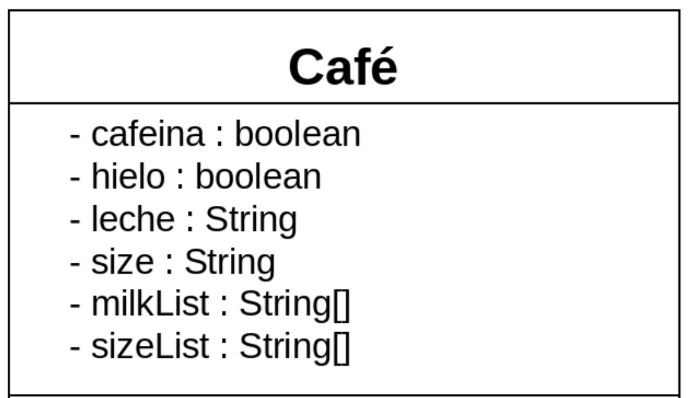 Café
- cafeina : boolean
- hielo : boolean
- leche : String
- size : String
- milkList : String[]
- sizeList : String[]